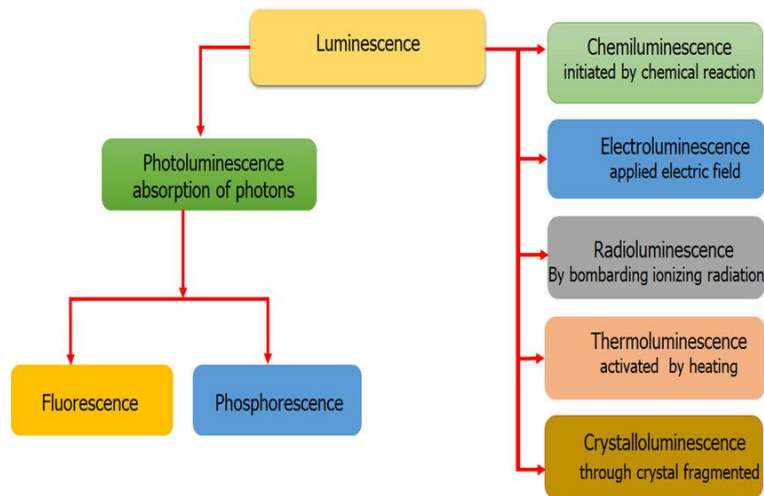 Luminescence
Photoluminescence
absorption of photons
Fluorescence
Phosphorescence
Chemiluminescence
initiated by chemical reaction
Electroluminescence
applied electric field
Radioluminescence
By bombarding ionizing radiation
Thermoluminescence
activated by heating
Crystalloluminescence
through crystal fragmented